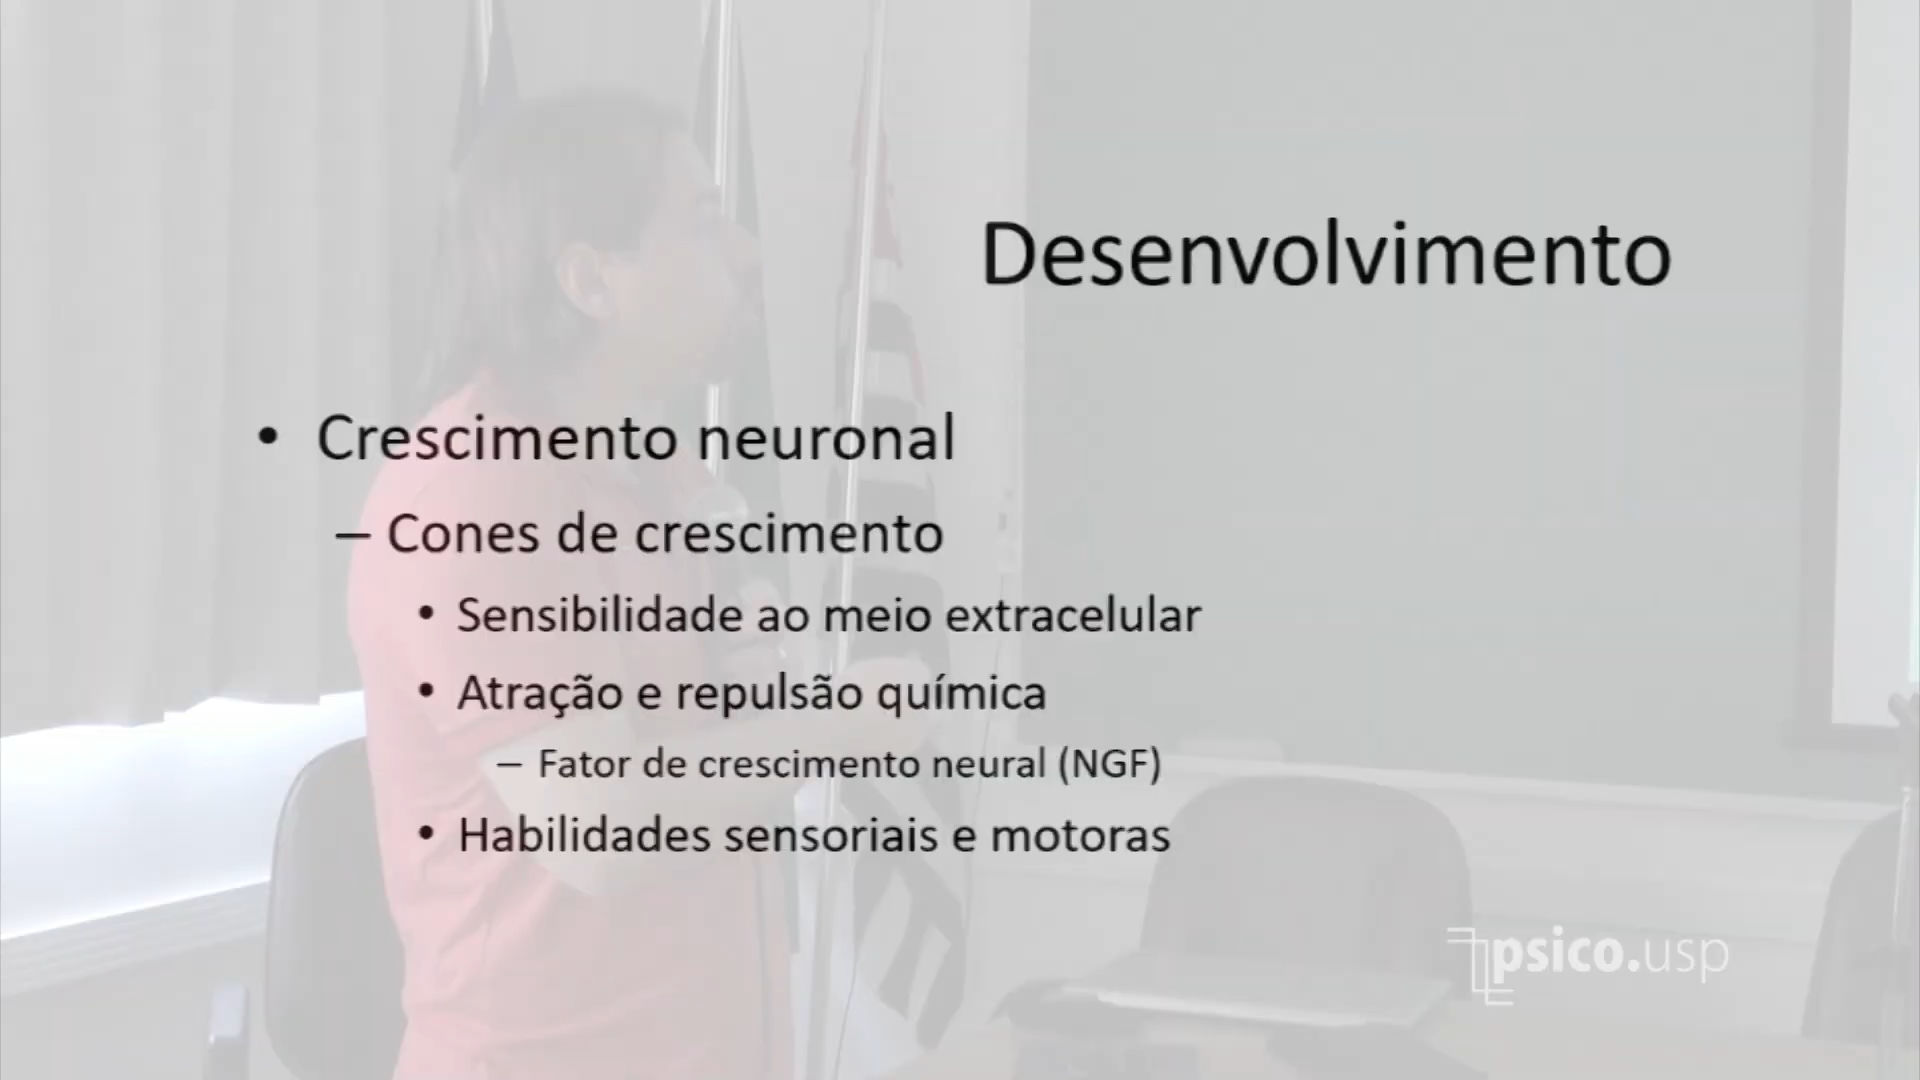 Desenvolvimento
• Crescimento neuronal
– Cones de crescimento
• Sensibilidade ao meio extracelular
• Atração e repulsão química
– Fator de crescimento neural (NGF)
• Habilidades sensoriais e motoras
psico.usp